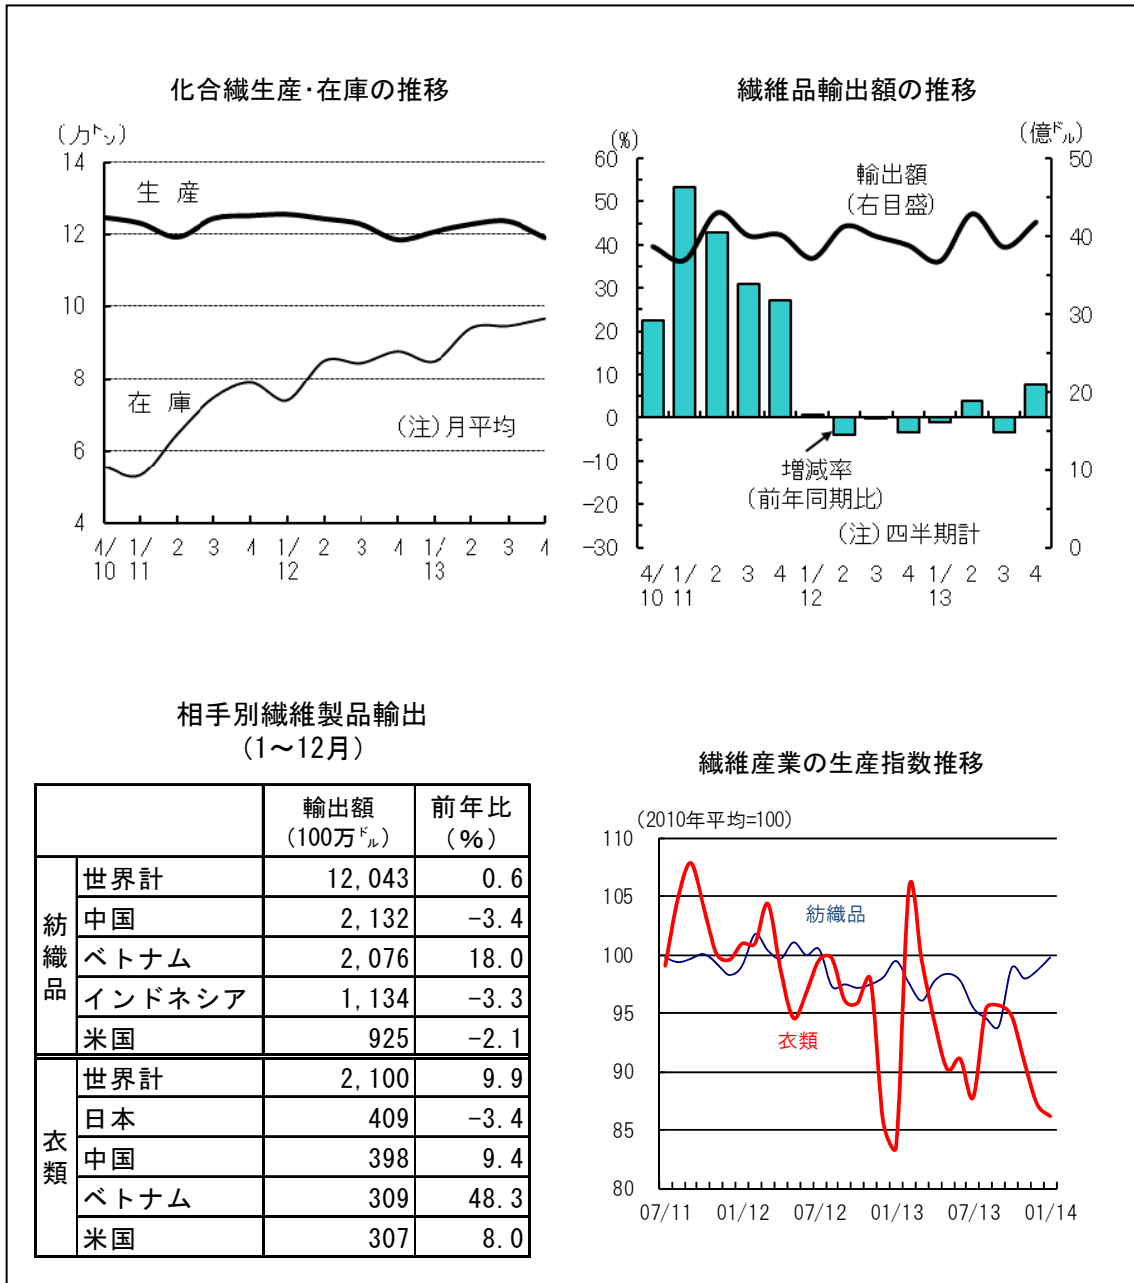 化合繊生産･在庫の推移
(万㌧)
14
12
10
8
6
4
生 産
在 庫
(注)月平均
4/ 1/ 2 3 4 1/ 2 3 4 1/ 2 3 4
10 11 12 13
繊維品輸出額の推移
(%)
(億㌦)
60
50
40
30
20
10
0
-10
-20
-30
50
40
30
20
10
0
輸出額
(右目盛)
増減率
(前年同期比)
(注)四半期計
4/ 1/ 2 3 4 1/ 2 3 4 1/ 2 3 4
10 11 12 13
相手別繊維製品輸出
(1～12月)
輸出額 前年比
(100万㌦) (%)
紡織品
世界計 12,043 0.6
中国 2,132 -3.4
ベトナム 2,076 18.0
インドネシア 1,134 -3.3
米国 925 -2.1
衣類
世界計 2,100 9.9
日本 409 -3.4
中国 398 9.4
ベトナム 309 48.3
米国 307 8.0
繊維産業の生産指数推移
(2010年平均=100)
110
105
100
95
90
85
80
紡織品
衣類
07/11 01/12 07/12 01/13 07/13 01/14